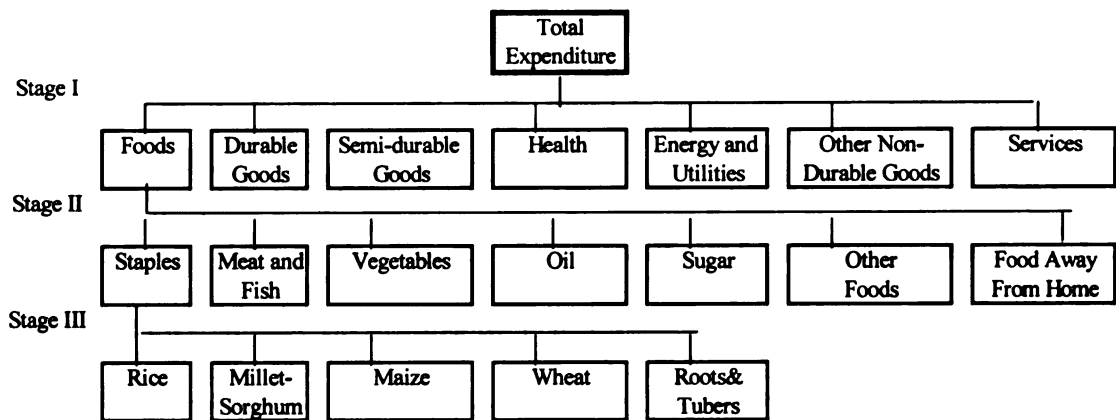 Total
Expenditure
Stage I
Foods
Durable
Goods
Semi-durable
Goods
Health
Energy and
Utilities
Other Non-
Durable Goods
Services
Stage II
Staples
Meat and
Fish
Vegetables
Oil
Sugar
Other
Foods
Food Away
From Home
Stage III
Rice
Millet-
Sorghum
Maize
Wheat
Roots&
Tubers